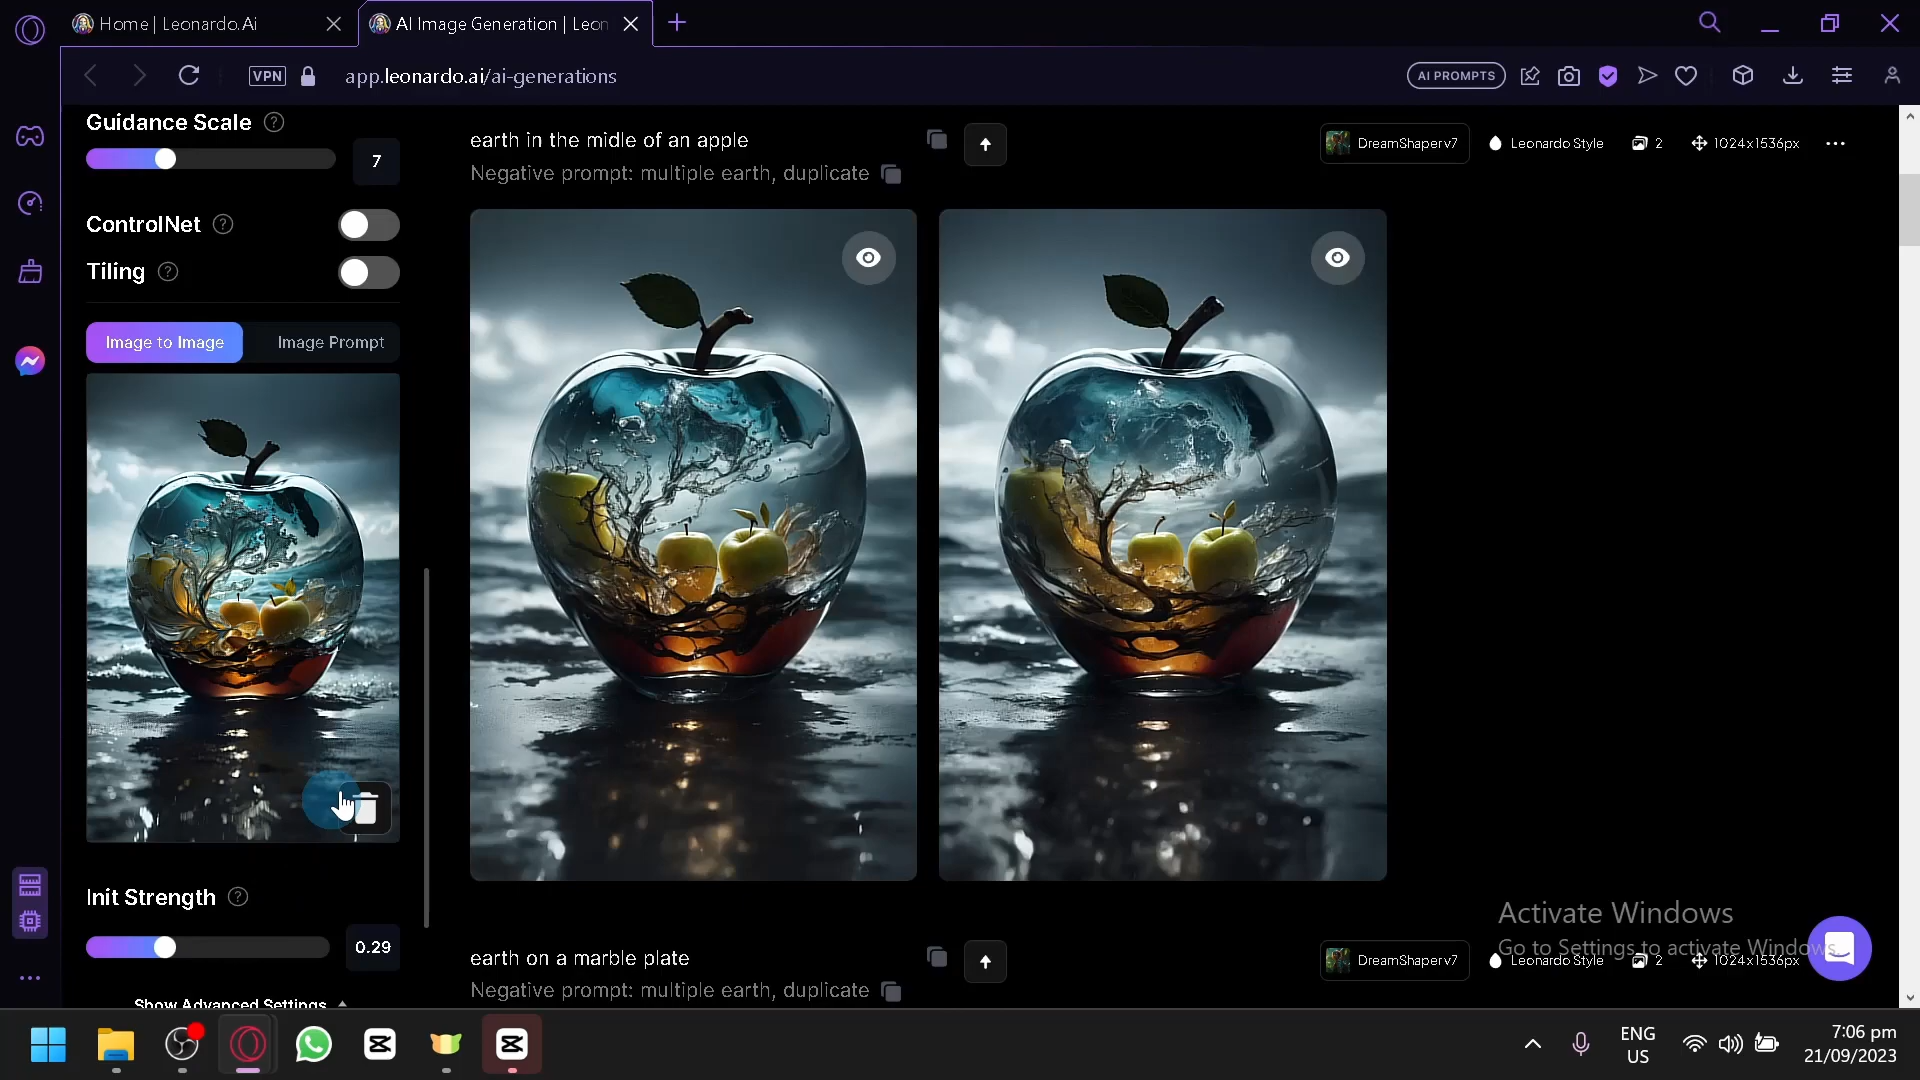 Home | Leonardo.Ai
AI Image Generation | Leon
VPN
app.leonardo.ai/ai-generations
AI PROMPTS
Guidance Scale
7
ControlNet
Tiling
Image to Image
Image Prompt
Init Strength
0.29
Show Advanced Settings
earth in the midle of an apple
Negative prompt: multiple earth, duplicate
DreamShaper v7
Leonardo Style
2
1024x1536px
earth on a marble plate
Negative prompt: multiple earth, duplicate
DreamShaper v7
Leonardo Style
2
1024x1536px
Activate Windows
Go to Settings to activate Windows.
ENG
US
7:06 pm
21/09/2023